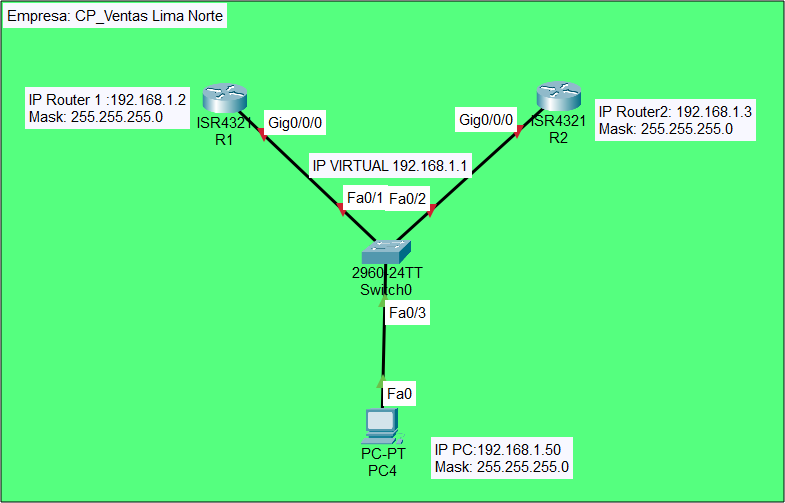 Empresa: CP_Ventas Lima Norte
IP Router 1 :192.168.1.2
Mask: 255.255.255.0
ISR4321
R1
Gig0/0/0
Gig0/0/0
ISR4321
R2
IP Router2: 192.168.1.3
Mask: 255.255.255.0
IP VIRTUAL 192.168.1.1
Fa0/1
Fa0/2
2960-24TT
Switch0
Fa0/3
Fa0
PC-PT
PC4
IP PC:192.168.1.50
Mask: 255.255.255.0